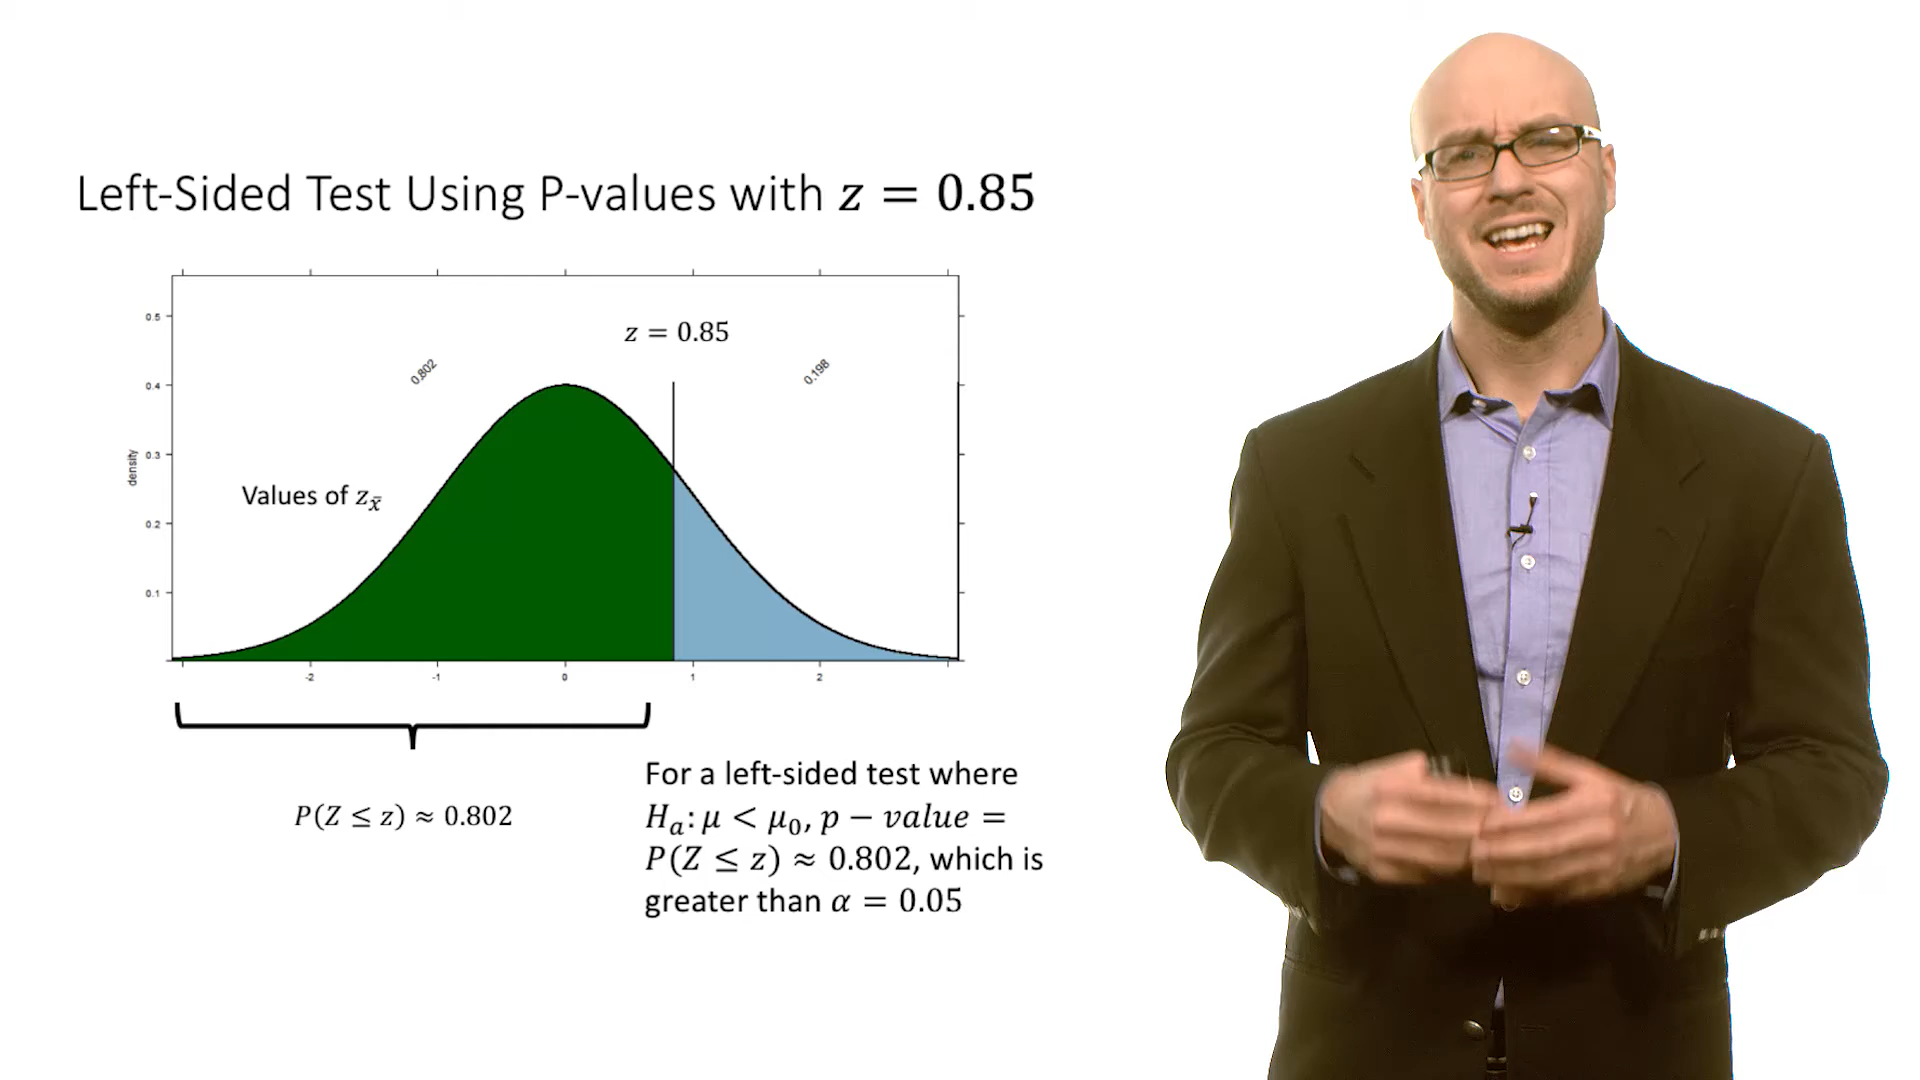 Left-Sided Test Using P-values with z = 0.85
z = 0.85
0.802
0.198
0.5
0.4
0.3
0.2
0.1
density
Values of z_x̄
-2 -1 0 1 2
P(Z ≤ z) ≈ 0.802
For a left-sided test where
Hₐ: μ < μ₀, p − value =
P(Z ≤ z) ≈ 0.802, which is
greater than α = 0.05